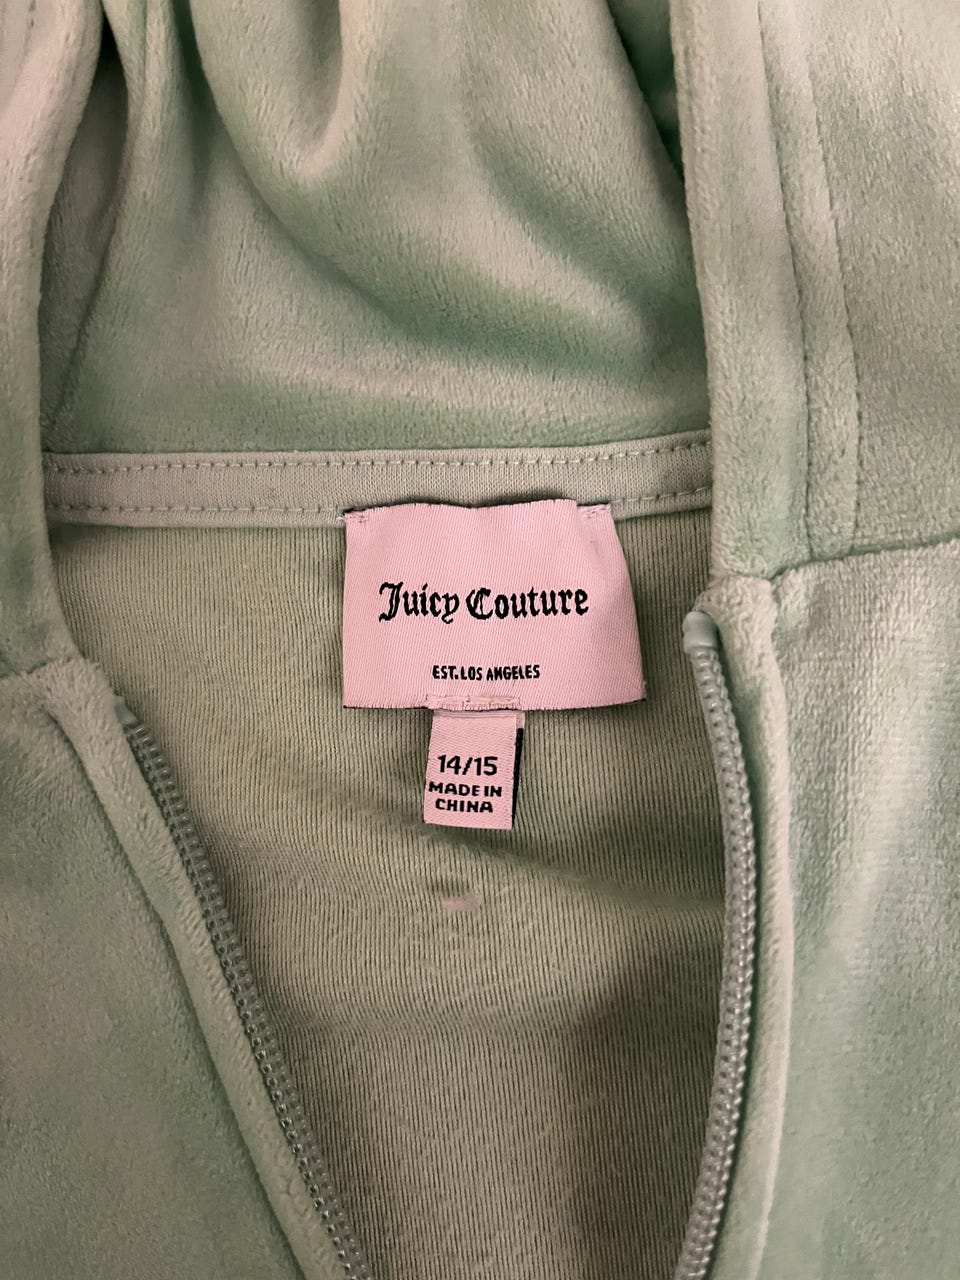 Juicy Couture
EST. LOS ANGELES
14/15
MADE IN
CHINA